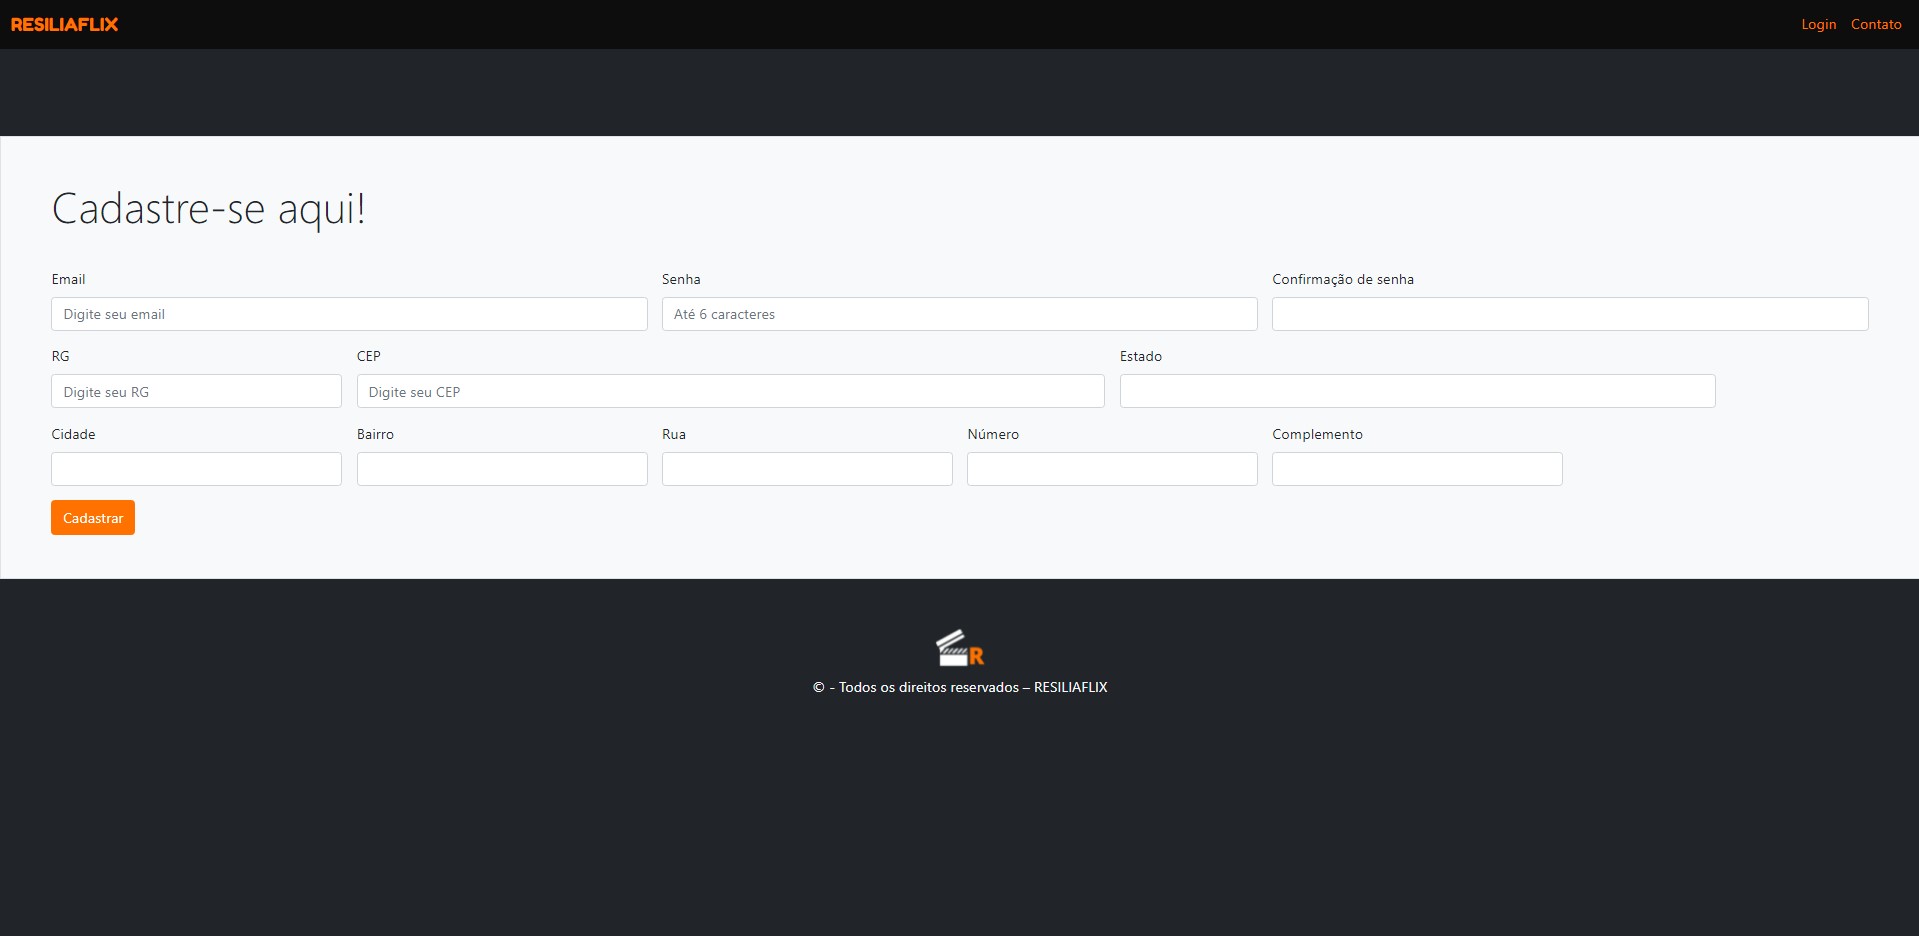 RESILIAFLIX Login Contato
Cadastre-se aqui!
Email Senha Confirmação de senha
Digite seu email Até 6 caracteres
RG CEP Estado
Digite seu RG Digite seu CEP
Cidade Bairro Rua Número Complemento
Cadastrar
R
© - Todos os direitos reservados – RESILIAFLIX